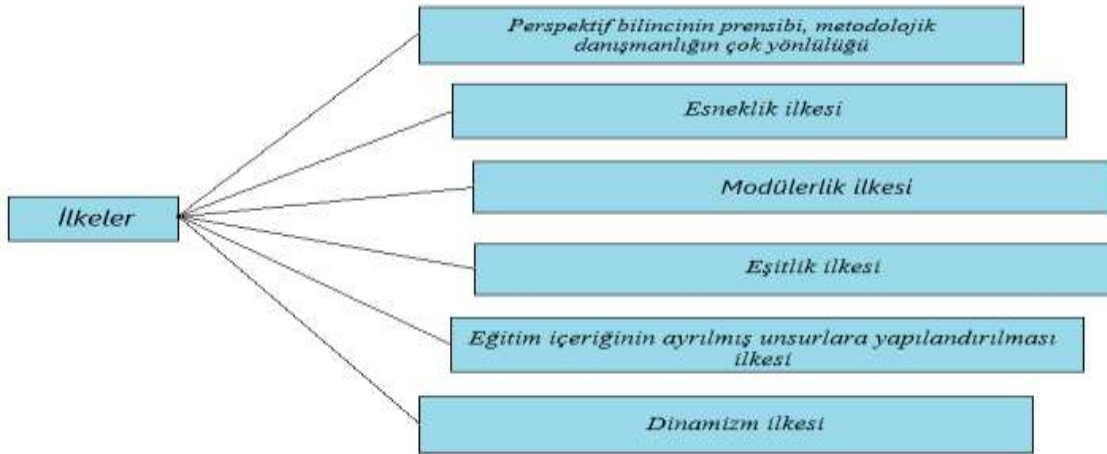 Perspektif bilincinin prensibi, metodolojik
danışmanlığın çok yönlülüğü
Esneklik ilkesi
Modülerlik ilkesi
İlkeler
Eşitlik ilkesi
Eğitim içeriğinin ayrılmış unsurlara yapılandırılması
ilkesi
Dinamizm ilkesi